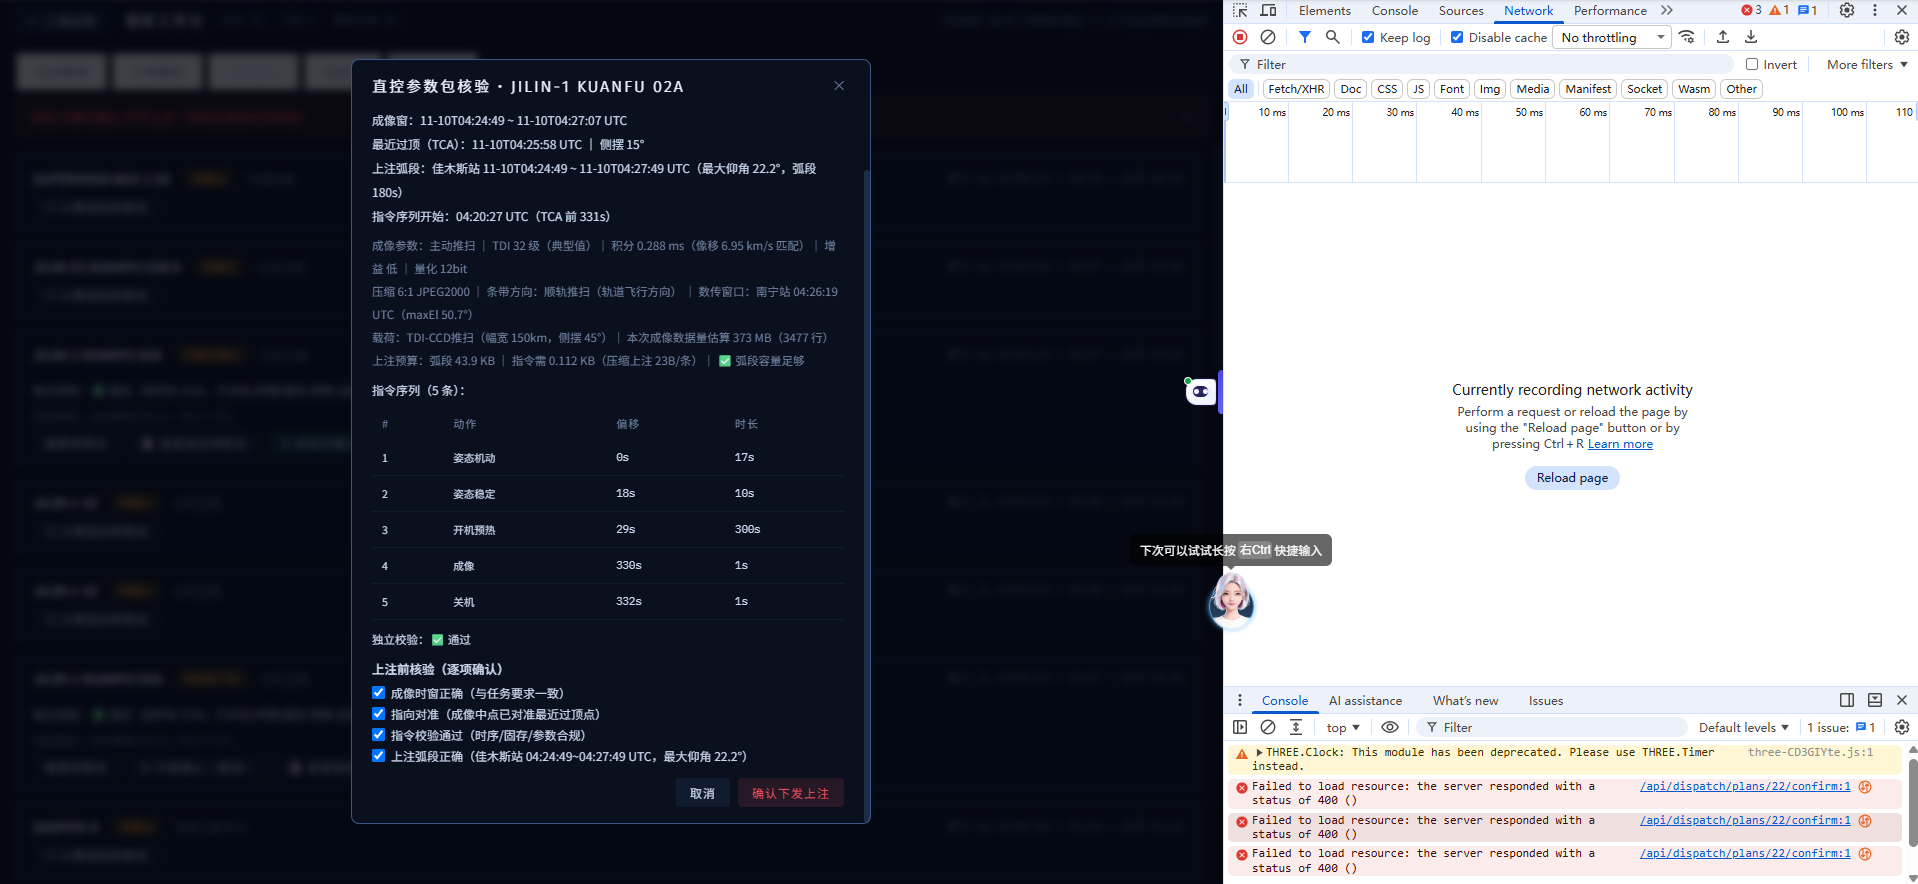 直控参数包核验・JILIN-1 KUANFU 02A
成像窗：11-10T04:24:49 ~ 11-10T04:27:07 UTC
最近过顶（TCA）：11-10T04:25:58 UTC ｜ 侧摆 15°
上注弧段：佳木斯站 11-10T04:24:49 ~ 11-10T04:27:49 UTC（最大仰角 22.2°，弧段
180s）
指令序列开始：04:20:27 UTC（TCA 前 331s）
成像参数：主动推扫 ｜ TDI 32 级（典型值） ｜ 积分 0.288 ms（像移 6.95 km/s 匹配） ｜ 增
益 低 ｜ 量化 12bit
压缩 6:1 JPEG2000 ｜ 条带方向：顺轨推扫（轨道飞行方向） ｜ 数传窗口：南宁站 04:26:19
UTC（maxEl 50.7°）
载荷：TDI-CCD推扫（幅宽 150km，侧摆 45°） ｜ 本次成像数据量估算 373 MB（3477 行）
上注预算：弧段 43.9 KB ｜ 指令需 0.112 KB（压缩上注 23B/条） ｜ ✅ 弧段容量足够
指令序列（5 条）：
# 动作 偏移 时长
1 姿态机动 0s 17s
2 姿态稳定 18s 10s
3 开机预热 29s 300s
4 成像 330s 1s
5 关机 332s 1s
独立校验：✅ 通过
上注前核验（逐项确认）
成像时窗正确（与任务要求一致）
指向对准（成像中点已对准最近过顶点）
指令校验通过（时序/固存/参数合规）
上注弧段正确（佳木斯站 04:24:49~04:27:49 UTC，最大仰角 22.2°）
取消 确认下发上注
下次可以试试长按 右Ctrl 快捷输入
Elements Console Sources Network Performance 3 1 1
Keep log Disable cache No throttling
Filter Invert More filters
All Fetch/XHR Doc CSS JS Font Img Media Manifest Socket Wasm Other
10 ms 20 ms 30 ms 40 ms 50 ms 60 ms 70 ms 80 ms 90 ms 100 ms 110
Currently recording network activity
Perform a request or reload the page by
using the "Reload page" button or by
pressing Ctrl + R Learn more
Reload page
Console AI assistance What's new Issues
top Filter Default levels 1 issue: 1
THREE.Clock: This module has been deprecated. Please use THREE.Timer three-CD3GIYte.js:1
instead.
Failed to load resource: the server responded with a /api/dispatch/plans/22/confirm:1
status of 400 ()
Failed to load resource: the server responded with a /api/dispatch/plans/22/confirm:1
status of 400 ()
Failed to load resource: the server responded with a /api/dispatch/plans/22/confirm:1
status of 400 ()